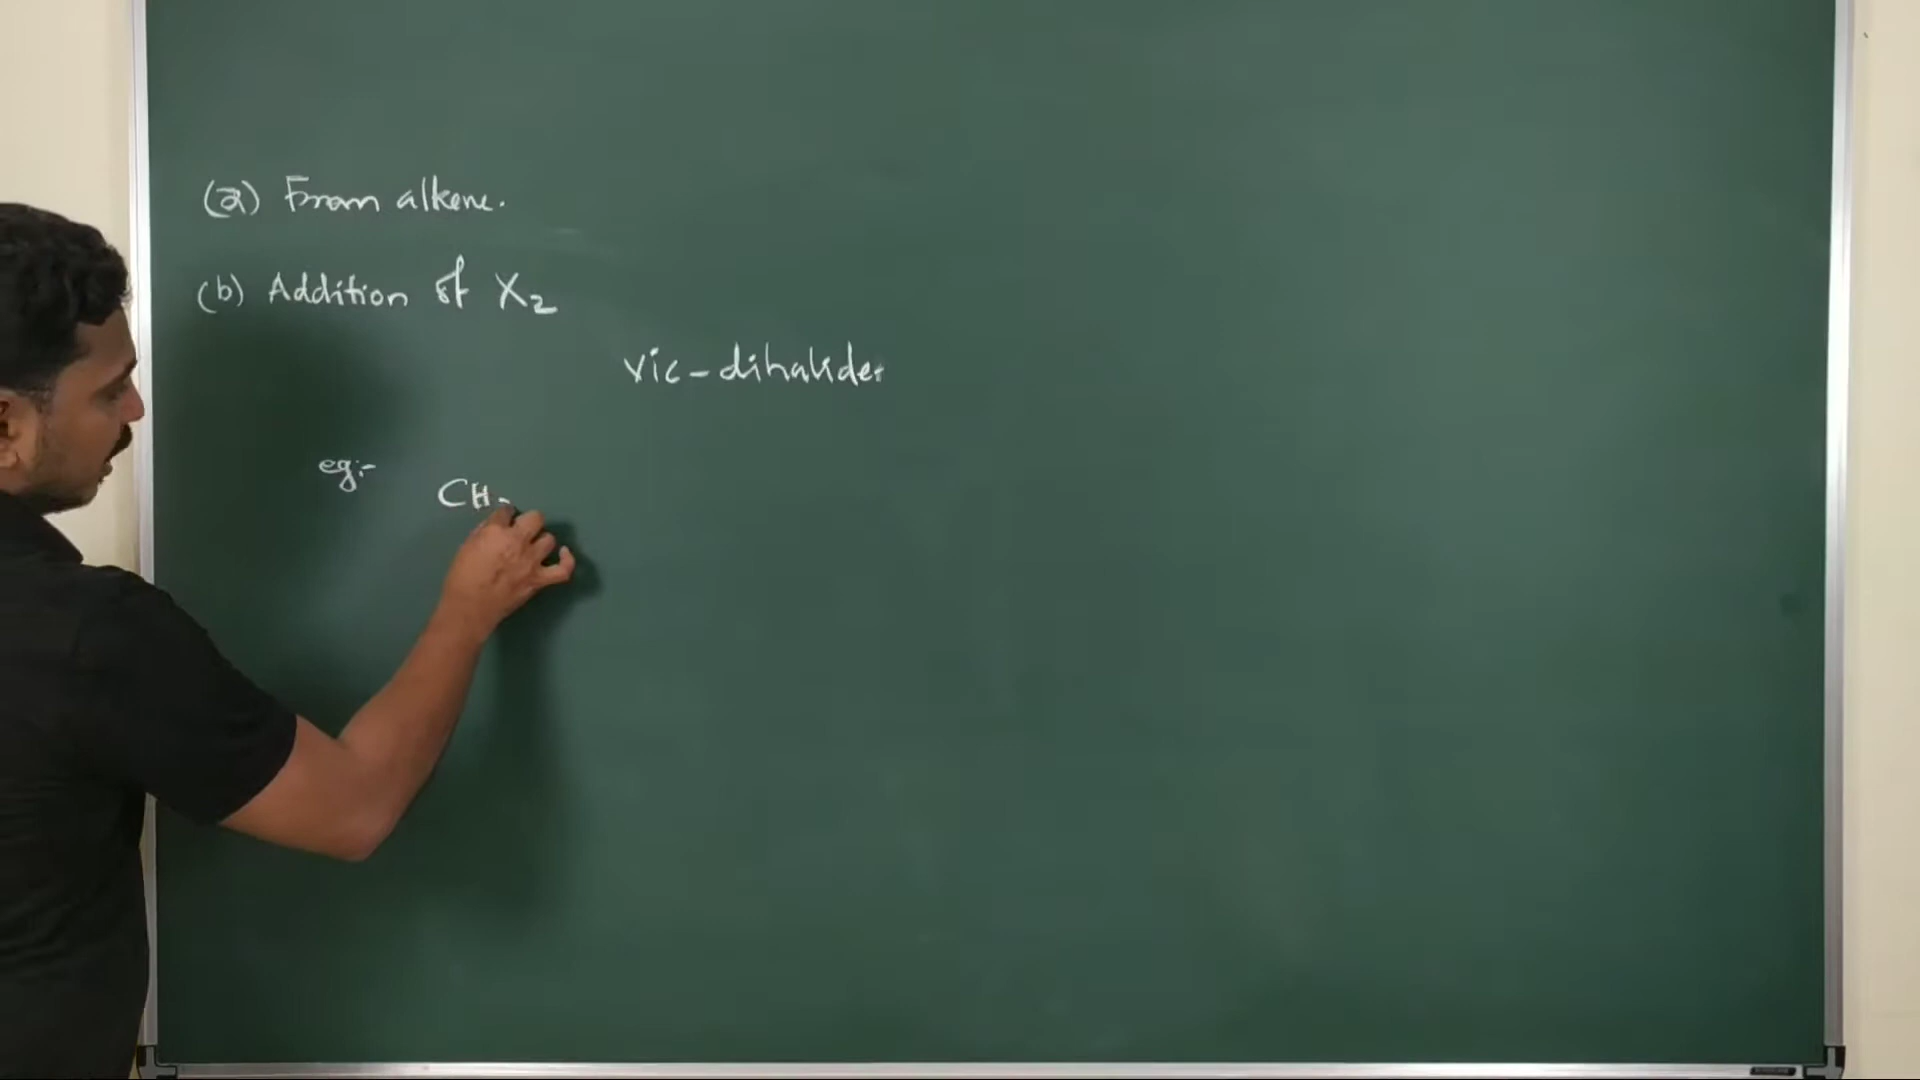 (a) From alkene.
(b) Addition of X₂
Vic-dihalides
eg:- CH-